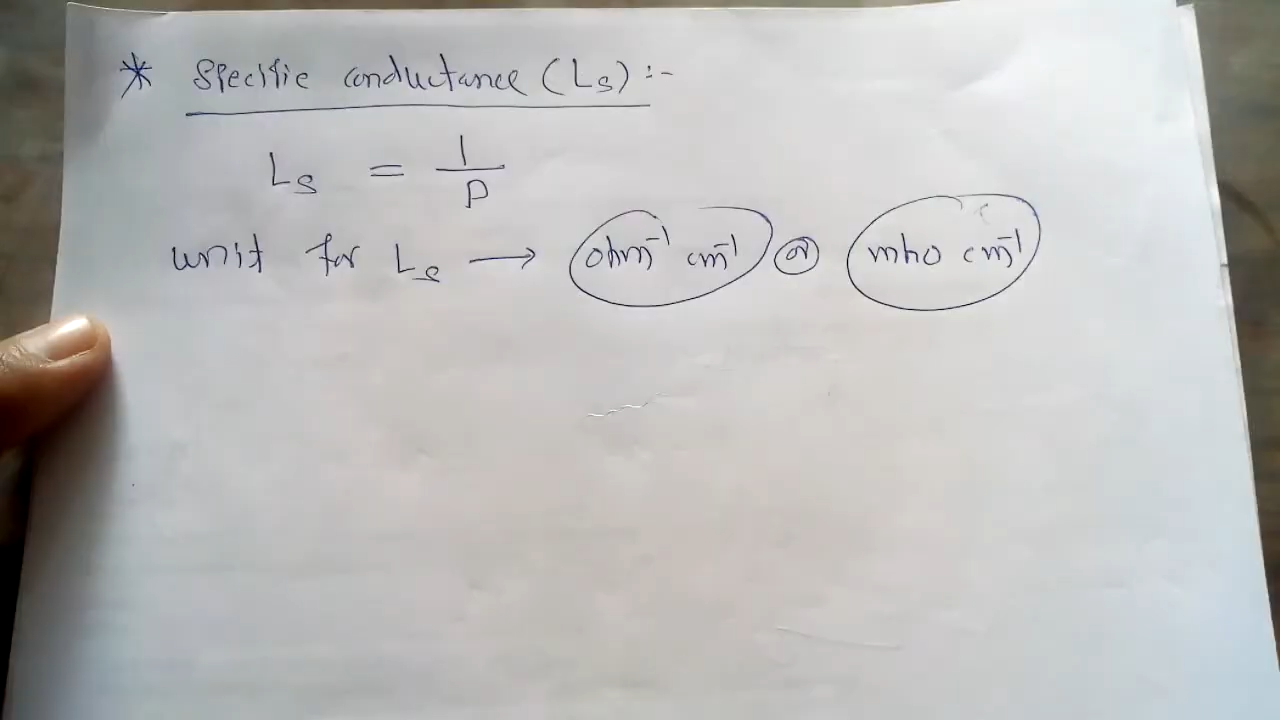 * Specific conductance (Ls) :-
Ls = 1/ρ
unit for Ls → ohm⁻¹ cm⁻¹ or mho cm⁻¹